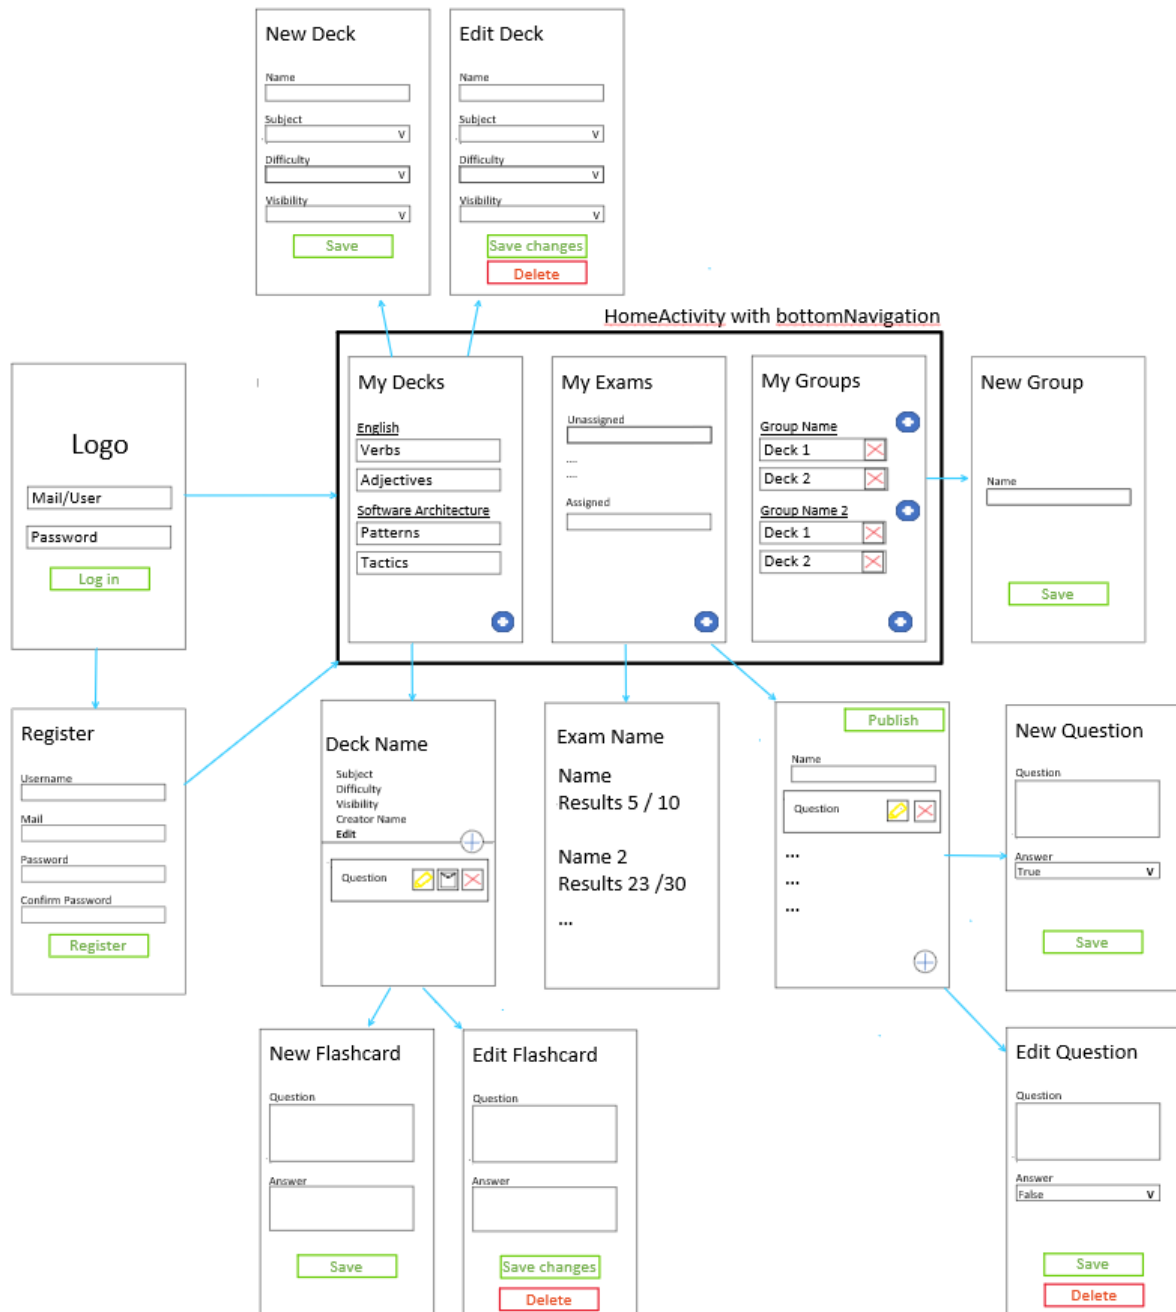 New Deck
Name
Subject
v
Difficulty
v
Visibility
v
Save
Edit Deck
Name
Subject
v
Difficulty
v
Visibility
v
Save changes
Delete
HomeActivity with bottomNavigation
Logo
Mail/User
Password
Log in
My Decks
English
Verbs
Adjectives
Software Architecture
Patterns
Tactics
My Exams
Unassigned
....
....
Assigned
My Groups
Group Name
Deck 1
Deck 2
Group Name 2
Deck 1
Deck 2
New Group
Name
Save
Register
Username
Mail
Password
Confirm Password
Register
Deck Name
Subject
Difficulty
Visibility
Creator Name
Edit
Question
Exam Name
Name
Results 5 / 10
Name 2
Results 23 /30
...
Publish
Name
Question
...
...
...
New Question
Question
Answer
True v
Save
New Flashcard
Question
Answer
Save
Edit Flashcard
Question
Answer
Save changes
Delete
Edit Question
Question
Answer
False v
Save
Delete